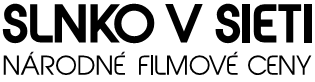 SLNKO V SIETI
NÁRODNÉ FILMOVÉ CENY